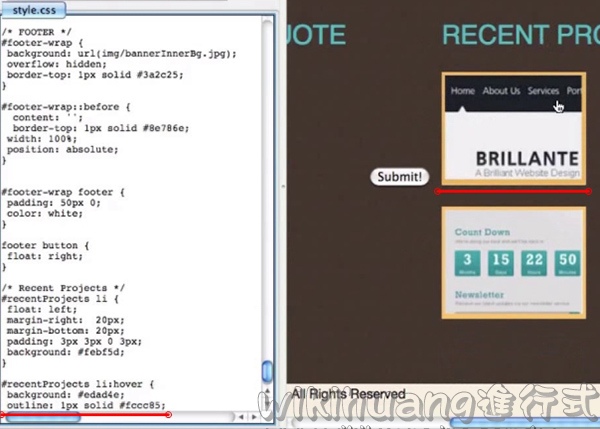 style.css
/* FOOTER */
#footer-wrap {
background: url(img/bannerInnerBg.jpg);
overflow: hidden;
border-top: 1px solid #3a2c25;
}
#footer-wrap::before {
content: '';
border-top: 1px solid #8e786e;
width: 100%;
position: absolute;
}
#footer-wrap footer {
padding: 50px 0;
color: white;
}
footer button {
float: right;
}
/* Recent Projects */
#recentProjects li {
float: left;
margin-right:  20px;
margin-bottom: 20px;
padding: 3px 3px 0 3px;
background: #febf5d;
}
#recentProjects li:hover {
background: #edad4e;
outline: 1px solid #fccc85;
UOTE
RECENT PRO
Home About Us Services Port
BRILLANTE
A Brilliant Website Design
Submit!
Count Down
3 15 22 50
Months Days Hours Minutes
Newsletter
All Rights Reserved
wikihuang進行式